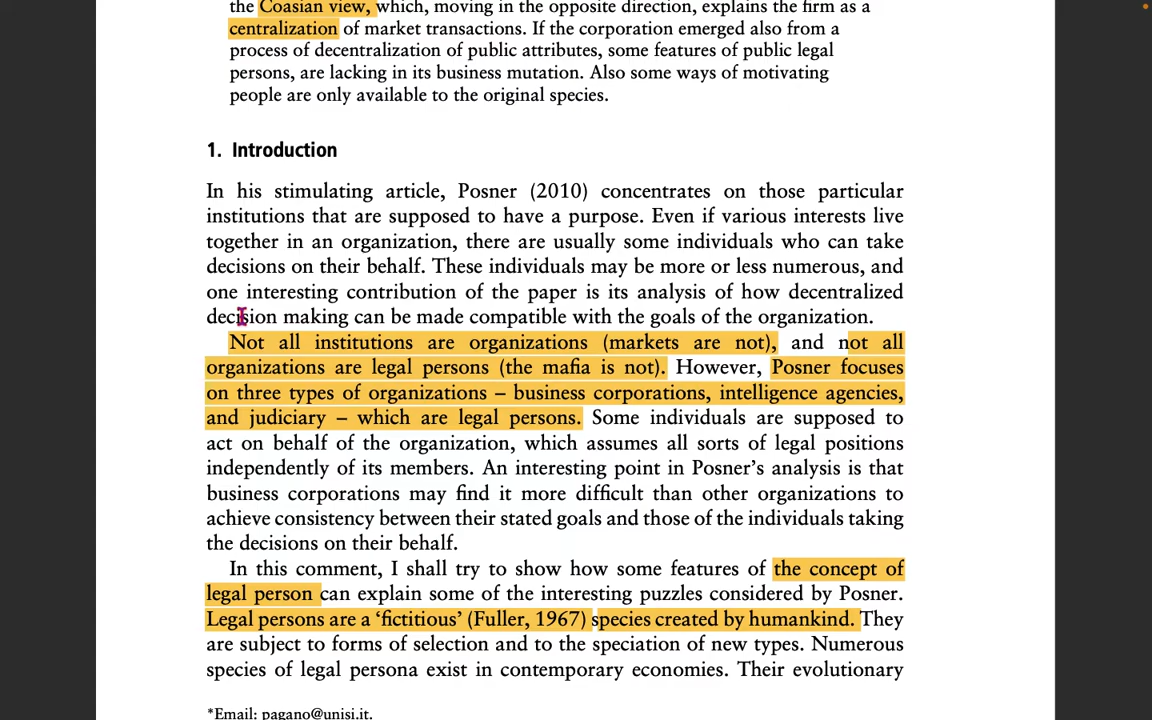 the Coasian view, which, moving in the opposite direction, explains the firm as a
centralization of market transactions. If the corporation emerged also from a
process of decentralization of public attributes, some features of public legal
persons, are lacking in its business mutation. Also some ways of motivating
people are only available to the original species.
1. Introduction
In his stimulating article, Posner (2010) concentrates on those particular
institutions that are supposed to have a purpose. Even if various interests live
together in an organization, there are usually some individuals who can take
decisions on their behalf. These individuals may be more or less numerous, and
one interesting contribution of the paper is its analysis of how decentralized
decision making can be made compatible with the goals of the organization.
Not all institutions are organizations (markets are not), and not all
organizations are legal persons (the mafia is not). However, Posner focuses
on three types of organizations – business corporations, intelligence agencies,
and judiciary – which are legal persons. Some individuals are supposed to
act on behalf of the organization, which assumes all sorts of legal positions
independently of its members. An interesting point in Posner's analysis is that
business corporations may find it more difficult than other organizations to
achieve consistency between their stated goals and those of the individuals taking
the decisions on their behalf.
In this comment, I shall try to show how some features of the concept of
legal person can explain some of the interesting puzzles considered by Posner.
Legal persons are a 'fictitious' (Fuller, 1967) species created by humankind. They
are subject to forms of selection and to the speciation of new types. Numerous
species of legal persona exist in contemporary economies. Their evolutionary
*Email: pagano@unisi.it.